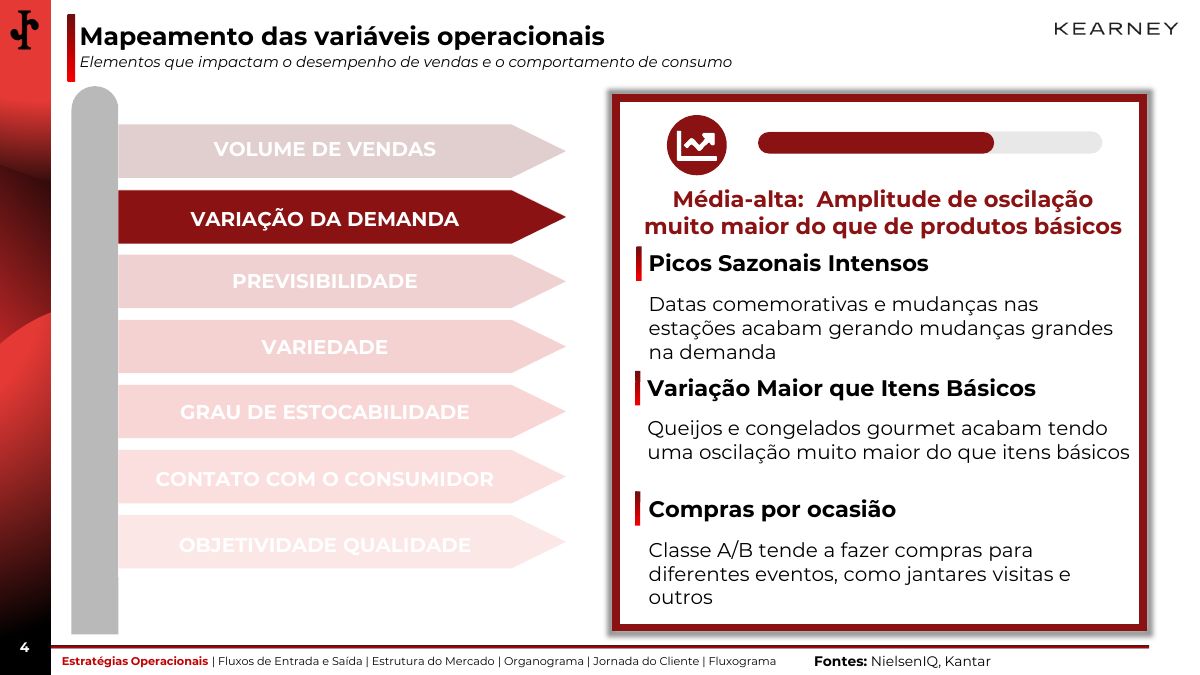 Mapeamento das variáveis operacionais
Elementos que impactam o desempenho de vendas e o comportamento de consumo
KEARNEY
VOLUME DE VENDAS
VARIAÇÃO DA DEMANDA
PREVISIBILIDADE
VARIEDADE
GRAU DE ESTOCABILIDADE
CONTATO COM O CONSUMIDOR
OBJETIVIDADE QUALIDADE
Média-alta:  Amplitude de oscilação
muito maior do que de produtos básicos
Picos Sazonais Intensos
Datas comemorativas e mudanças nas
estações acabam gerando mudanças grandes
na demanda
Variação Maior que Itens Básicos
Queijos e congelados gourmet acabam tendo
uma oscilação muito maior do que itens básicos
Compras por ocasião
Classe A/B tende a fazer compras para
diferentes eventos, como jantares visitas e
outros
4
Estratégias Operacionais | Fluxos de Entrada e Saída | Estrutura do Mercado | Organograma | Jornada do Cliente | Fluxograma
Fontes: NielsenIQ, Kantar